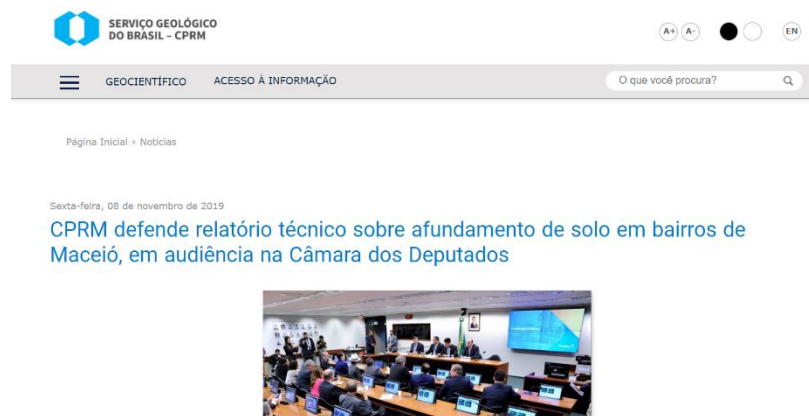 SERVIÇO GEOLÓGICO
DO BRASIL – CPRM
A+ A- EN
GEOCIENTÍFICO ACESSO À INFORMAÇÃO O que você procura?
Página Inicial > Notícias
Sexta-feira, 08 de novembro de 2019
CPRM defende relatório técnico sobre afundamento de solo em bairros de
Maceió, em audiência na Câmara dos Deputados